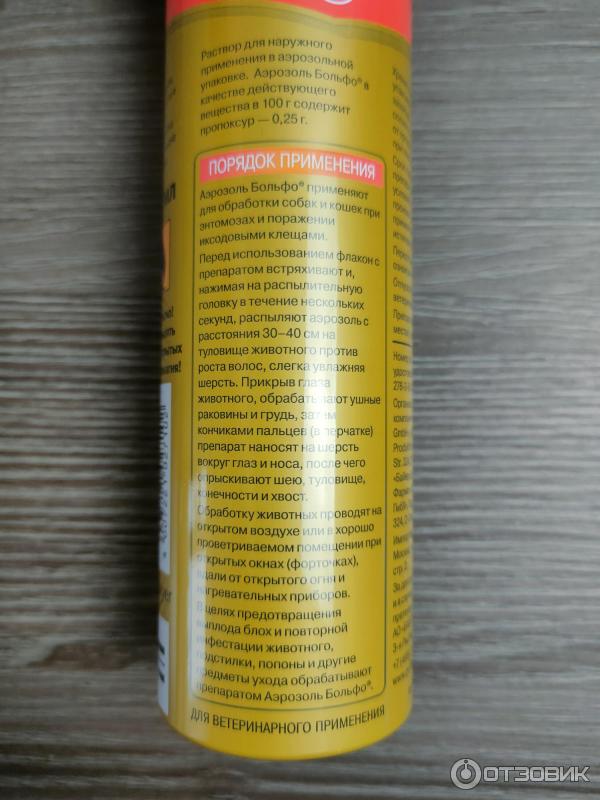 Раствор для наружного
применения в аэрозольной
упаковке. Аэрозоль Больфо® в
качестве действующего
вещества в 100 г содержит
пропоксур — 0,25 г.
ПОРЯДОК ПРИМЕНЕНИЯ
Аэрозоль Больфо® применяют
для обработки собак и кошек при
энтомозах и поражении
иксодовыми клещами.
Перед использованием флакон с
препаратом встряхивают и,
нажимая на распылительную
головку в течение нескольких
секунд, распыляют аэрозоль с
расстояния 30–40 см на
туловище животного против
роста волос, слегка увлажняя
шерсть. Прикрыв глаза
животного, обрабатывают ушные
раковины и грудь, затем
кончиками пальцев (в перчатке)
препарат наносят на шерсть
вокруг глаз и носа, после чего
опрыскивают шею, туловище,
конечности и хвост.
Обработку животных проводят на
открытом воздухе или в хорошо
проветриваемом помещении при
открытых окнах (форточках),
вдали от открытого огня и
нагревательных приборов.
В целях предотвращения
выплода блох и повторной
инфестации животного,
подстилки, попоны и другие
предметы ухода обрабатывают
препаратом Аэрозоль Больфо®.
ДЛЯ ВЕТЕРИНАРНОГО ПРИМЕНЕНИЯ
ОТЗОВИК